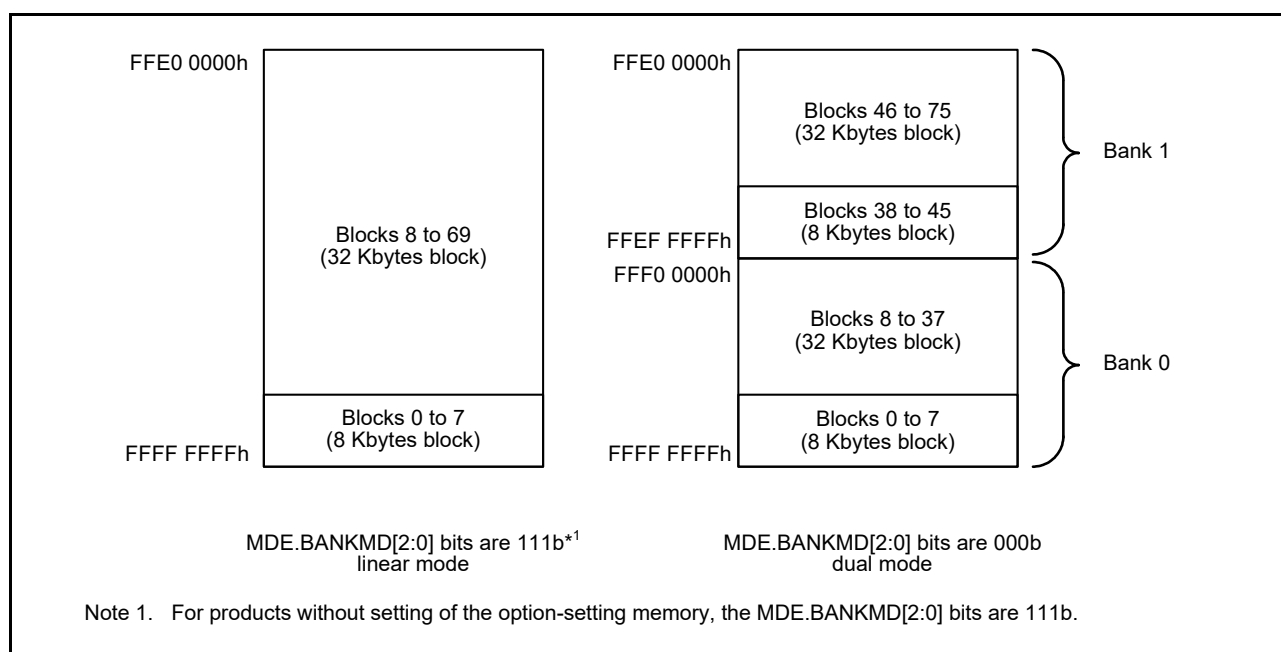 FFE0 0000h
Blocks 8 to 69
(32 Kbytes block)
Blocks 0 to 7
(8 Kbytes block)
FFFF FFFFh
MDE.BANKMD[2:0] bits are 111b*1
linear mode
FFE0 0000h
Blocks 46 to 75
(32 Kbytes block)
Bank 1
Blocks 38 to 45
(8 Kbytes block)
FFEF FFFFh
FFF0 0000h
Blocks 8 to 37
(32 Kbytes block)
Bank 0
Blocks 0 to 7
(8 Kbytes block)
FFFF FFFFh
MDE.BANKMD[2:0] bits are 000b
dual mode
Note 1. For products without setting of the option-setting memory, the MDE.BANKMD[2:0] bits are 111b.